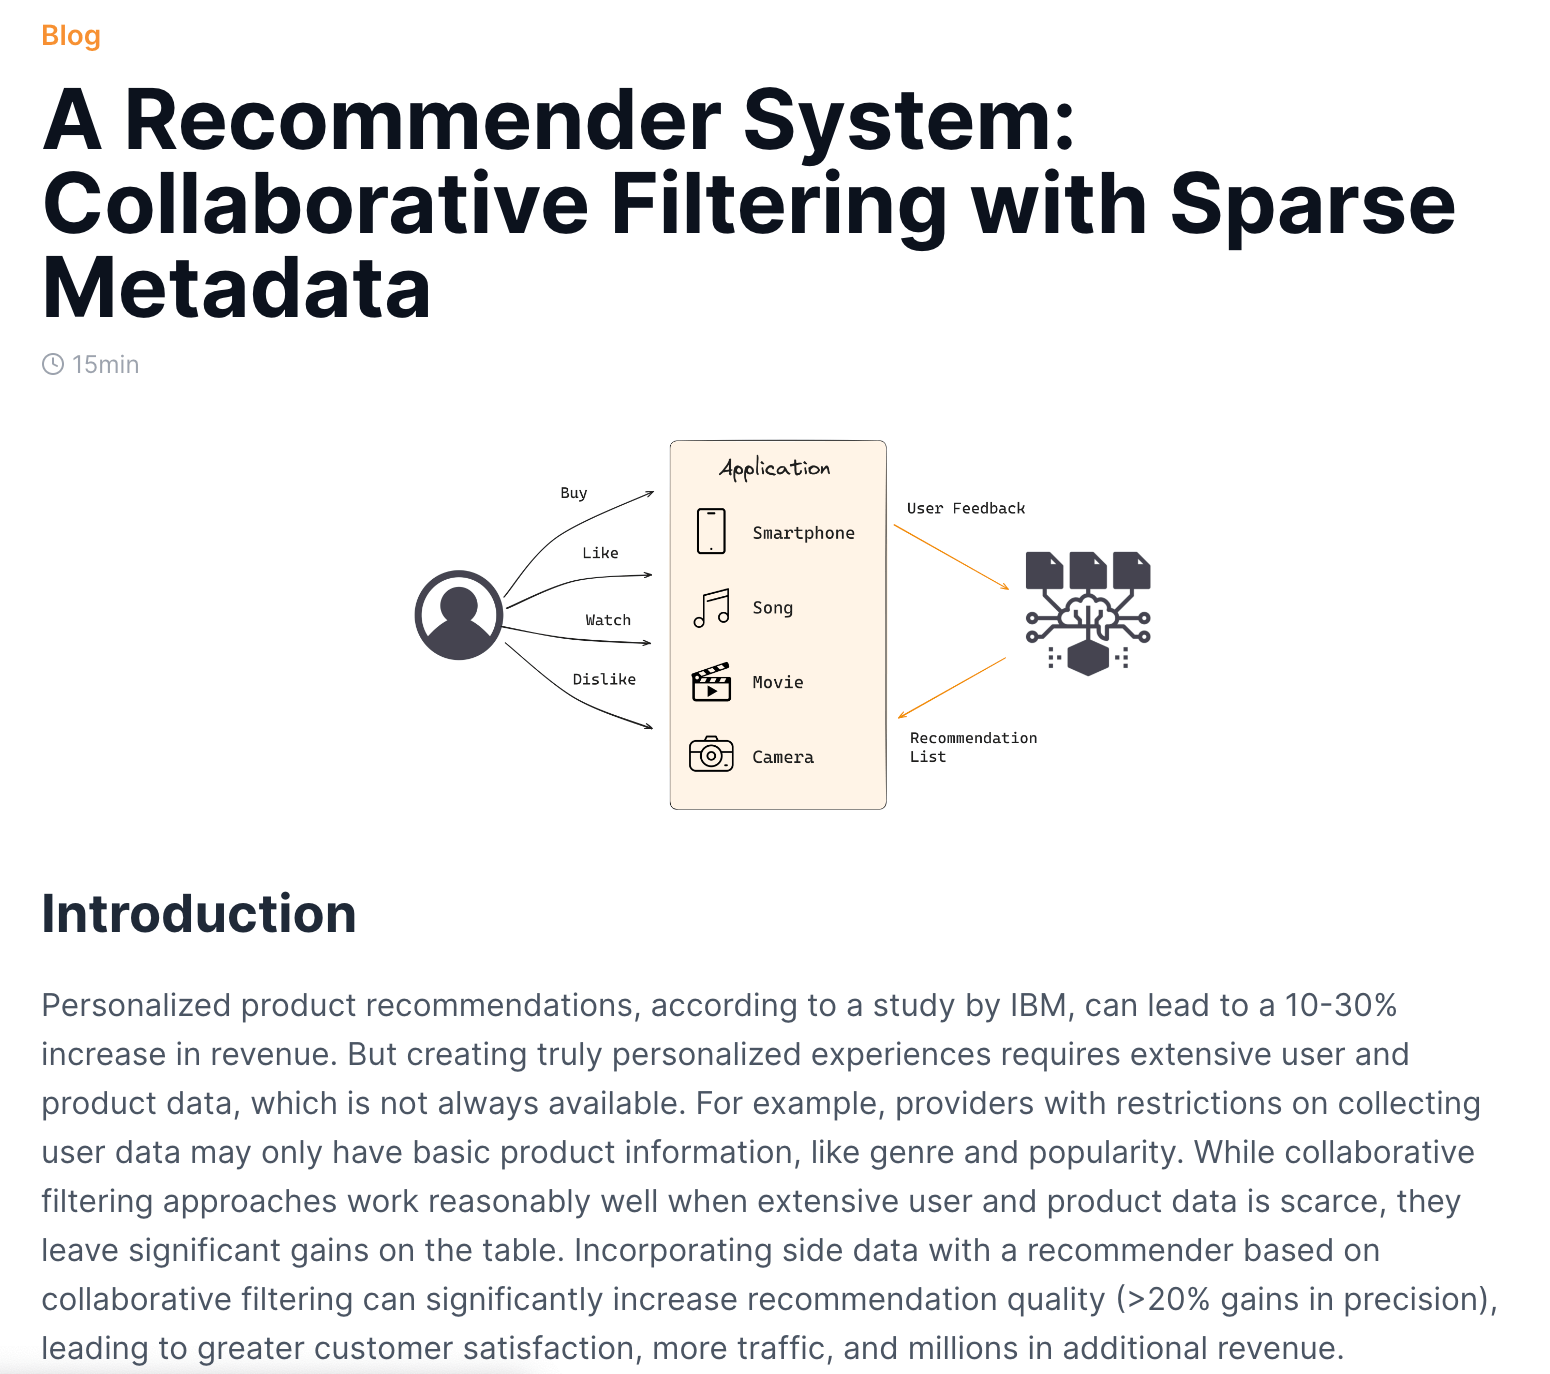 Blog
A Recommender System:
Collaborative Filtering with Sparse
Metadata
15min
Application
Buy
Like
Watch
Dislike
Smartphone
Song
Movie
Camera
User Feedback
Recommendation
List
Introduction
Personalized product recommendations, according to a study by IBM, can lead to a 10-30%
increase in revenue. But creating truly personalized experiences requires extensive user and
product data, which is not always available. For example, providers with restrictions on collecting
user data may only have basic product information, like genre and popularity. While collaborative
filtering approaches work reasonably well when extensive user and product data is scarce, they
leave significant gains on the table. Incorporating side data with a recommender based on
collaborative filtering can significantly increase recommendation quality (>20% gains in precision),
leading to greater customer satisfaction, more traffic, and millions in additional revenue.